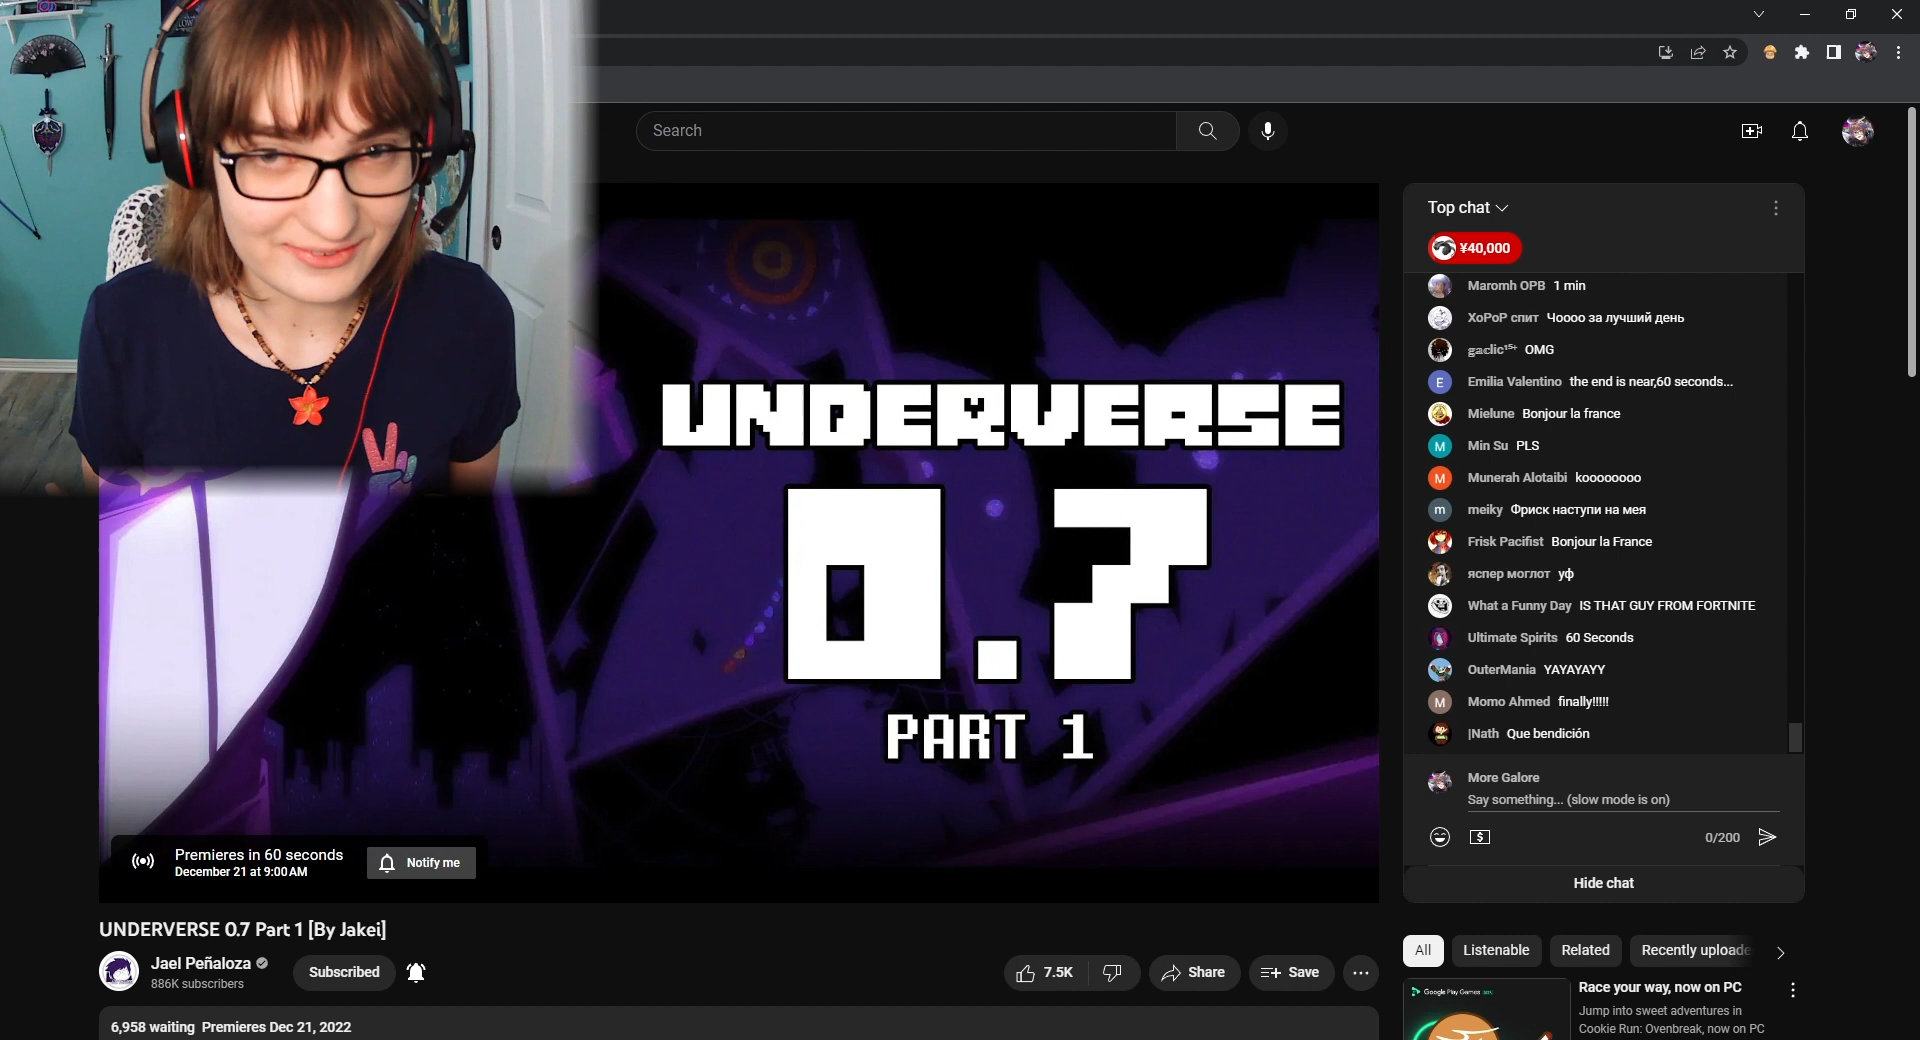 Search
UNDERVERSE
0.7
PART 1
Premieres in 60 seconds
December 21 at 9:00 AM
Notify me
UNDERVERSE 0.7 Part 1 [By Jakei]
Jael Peñaloza
886K subscribers
Subscribed
7.5K
Share
Save
6,958 waiting Premieres Dec 21, 2022
Top chat
¥40,000
Maromh OPB 1 min
ХоРоР спит Чоооо за лучший день
gaclic¹⁵⁺ OMG
Emilia Valentino the end is near,60 seconds...
Mielune Bonjour la france
M Min Su PLS
M Munerah Alotaibi koooooooo
m meiky Фриск наступи на мея
Frisk Pacifist Bonjour la France
яспер моглот уф
What a Funny Day IS THAT GUY FROM FORTNITE
Ultimate Spirits 60 Seconds
OuterMania YAYAYAYY
M Momo Ahmed finally!!!!!
|Nath Que bendición
More Galore
Say something... (slow mode is on)
0/200
Hide chat
All Listenable Related Recently uploade
Google Play Games
Race your way, now on PC
Jump into sweet adventures in
Cookie Run: Ovenbreak, now on PC